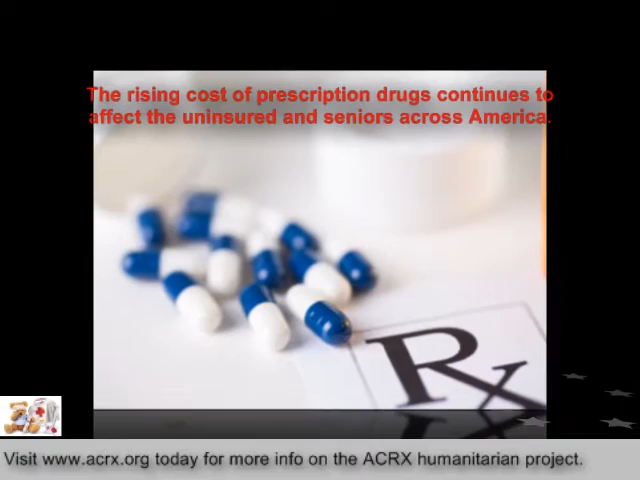 The rising cost of prescription drugs continues to
affect the uninsured and seniors across America.
Rx
Visit www.acrx.org today for more info on the ACRX humanitarian project.